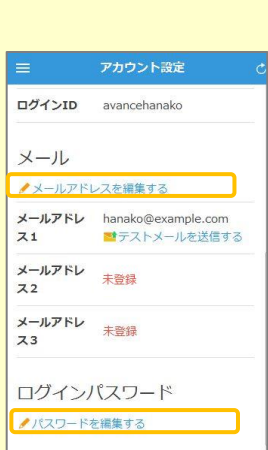 アカウント設定
ログインID avancehanako
メール
メールアドレスを編集する
メールアドレ hanako@example.com
ス1 テストメールを送信する
メールアドレ
ス2 未登録
メールアドレ
ス3 未登録
ログインパスワード
パスワードを編集する